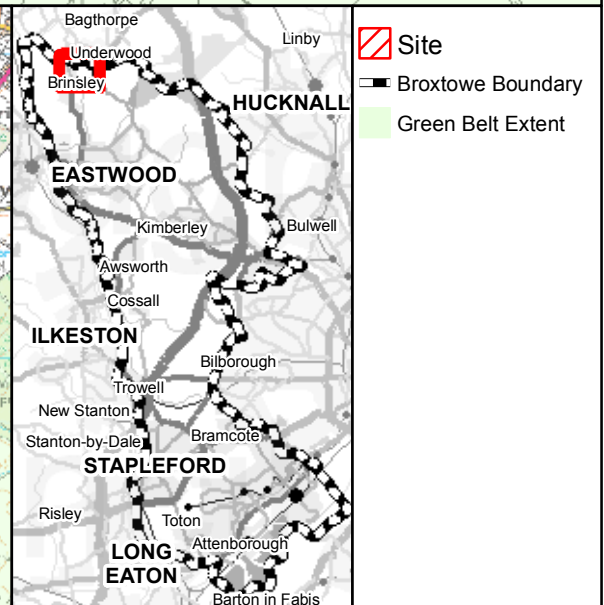 Bagthorpe
Linby
Underwood
Brinsley
HUCKNALL
EASTWOOD
Kimberley
Bulwell
Awsworth
Cossall
ILKESTON
Bilborough
Trowell
New Stanton
Bramcote
Stanton-by-Dale
STAPLEFORD
Risley
Toton
Attenborough
LONG
EATON
Barton in Fabis
Site
Broxtowe Boundary
Green Belt Extent